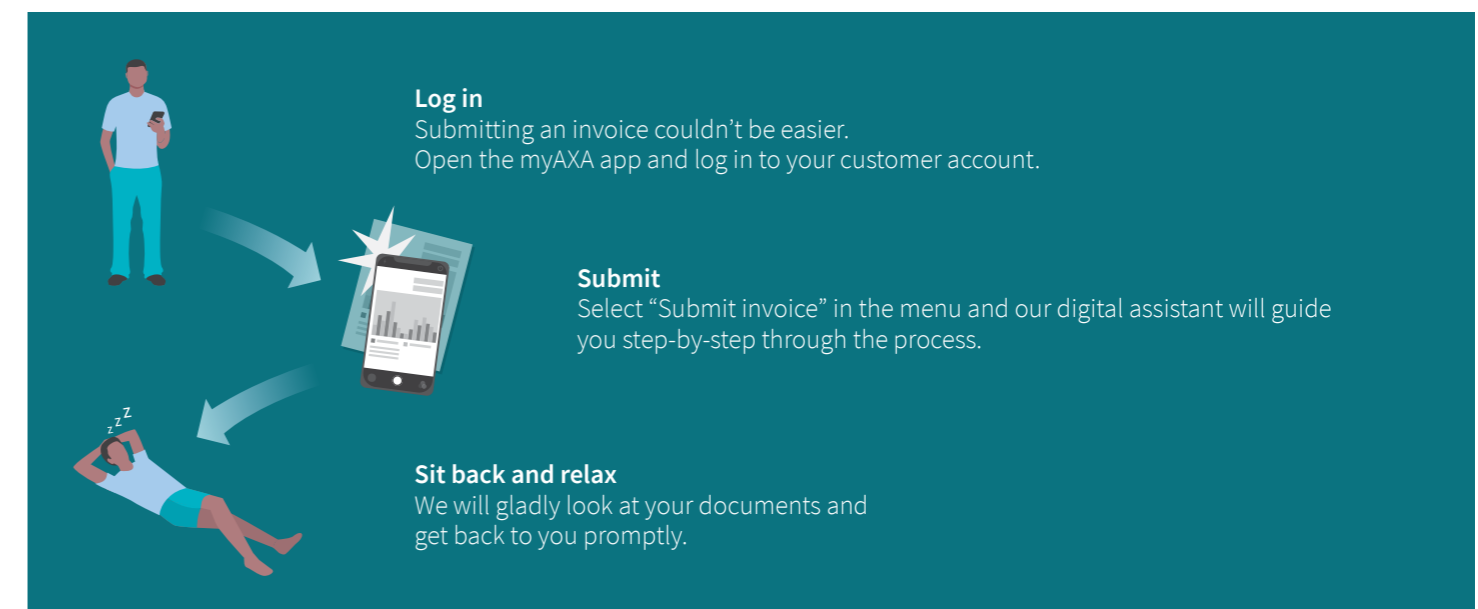 Log in
Submitting an invoice couldn’t be easier.
Open the myAXA app and log in to your customer account.
Submit
Select “Submit invoice” in the menu and our digital assistant will guide
you step-by-step through the process.
z z Z
Sit back and relax
We will gladly look at your documents and
get back to you promptly.